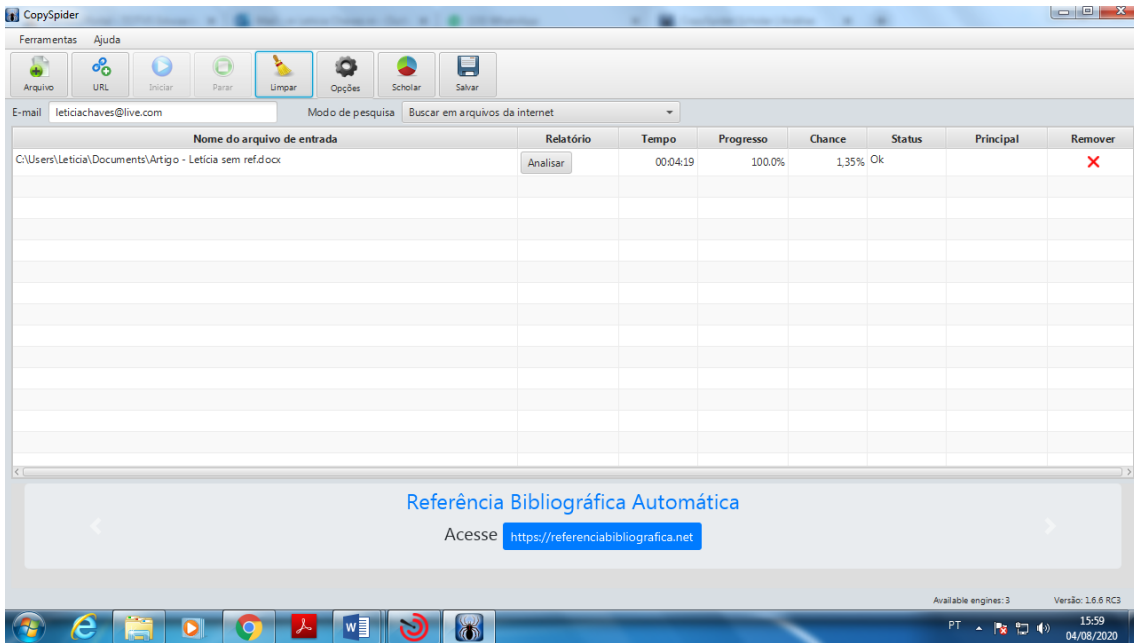 CopySpider
Ferramentas Ajuda
Arquivo URL Iniciar Parar Limpar Opções Scholar Salvar
E-mail leticiachaves@live.com Modo de pesquisa Buscar em arquivos da internet
Nome do arquivo de entrada Relatório Tempo Progresso Chance Status Principal Remover
C:\Users\Leticia\Documents\Artigo - Letícia sem ref.docx Analisar 00:04:19 100.0% 1,35% Ok
Referência Bibliográfica Automática
Acesse https://referenciabibliografica.net
Available engines: 3 Versão: 1.6.6 RC3
PT 15:59
04/08/2020